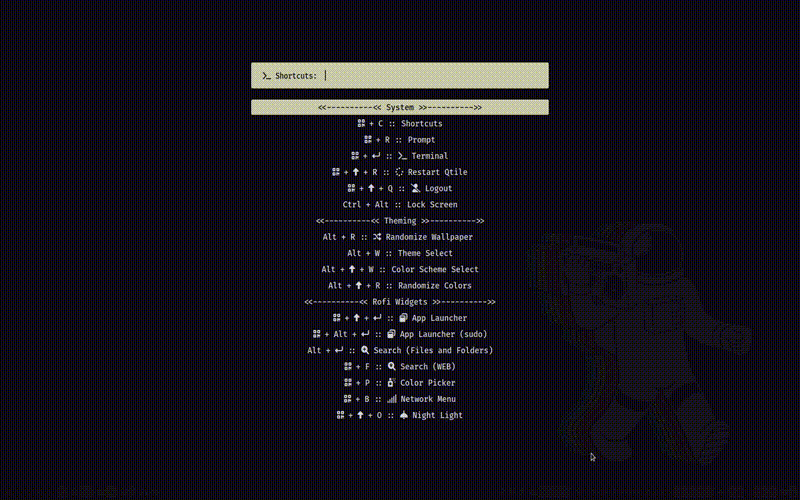 >_ Shortcuts:
<<----------<< System >>---------->>
+ C :: Shortcuts
+ R :: Prompt
+ ↵ :: >_ Terminal
+ ⬆ + R :: Restart Qtile
+ ⬆ + Q :: Logout
Ctrl + Alt :: Lock Screen
<<----------<< Theming >>---------->>
Alt + R :: Randomize Wallpaper
Alt + W :: Theme Select
Alt + ⬆ + W :: Color Scheme Select
Alt + ⬆ + R :: Randomize Colors
<<----------<< Rofi Widgets >>---------->>
+ ⬆ + ↵ :: App Launcher
+ Alt + ↵ :: App Launcher (sudo)
Alt + ↵ :: Search (Files and Folders)
+ F :: Search (WEB)
+ P :: Color Picker
+ B :: Network Menu
+ ⬆ + O :: Night Light